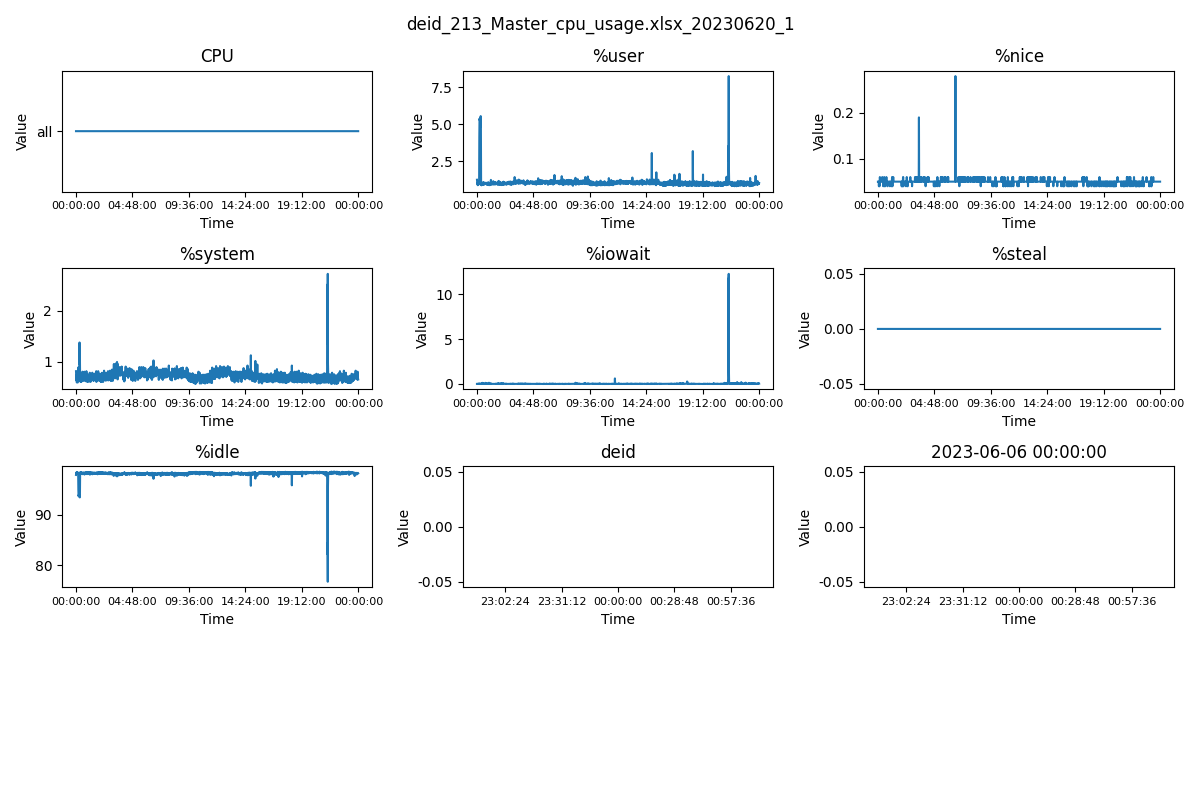 deid_213_Master_cpu_usage.xlsx_20230620_1
CPU
Value
all
00:00:00 04:48:00 09:36:00 14:24:00 19:12:00 00:00:00
Time
%user
Value
7.5
5.0
2.5
00:00:00 04:48:00 09:36:00 14:24:00 19:12:00 00:00:00
Time
%nice
Value
0.2
0.1
00:00:00 04:48:00 09:36:00 14:24:00 19:12:00 00:00:00
Time
%system
Value
2
1
00:00:00 04:48:00 09:36:00 14:24:00 19:12:00 00:00:00
Time
%iowait
Value
10
5
0
00:00:00 04:48:00 09:36:00 14:24:00 19:12:00 00:00:00
Time
%steal
Value
0.05
0.00
-0.05
00:00:00 04:48:00 09:36:00 14:24:00 19:12:00 00:00:00
Time
%idle
Value
90
80
00:00:00 04:48:00 09:36:00 14:24:00 19:12:00 00:00:00
Time
deid
Value
0.05
0.00
-0.05
23:02:24 23:31:12 00:00:00 00:28:48 00:57:36
Time
2023-06-06 00:00:00
Value
0.05
0.00
-0.05
23:02:24 23:31:12 00:00:00 00:28:48 00:57:36
Time